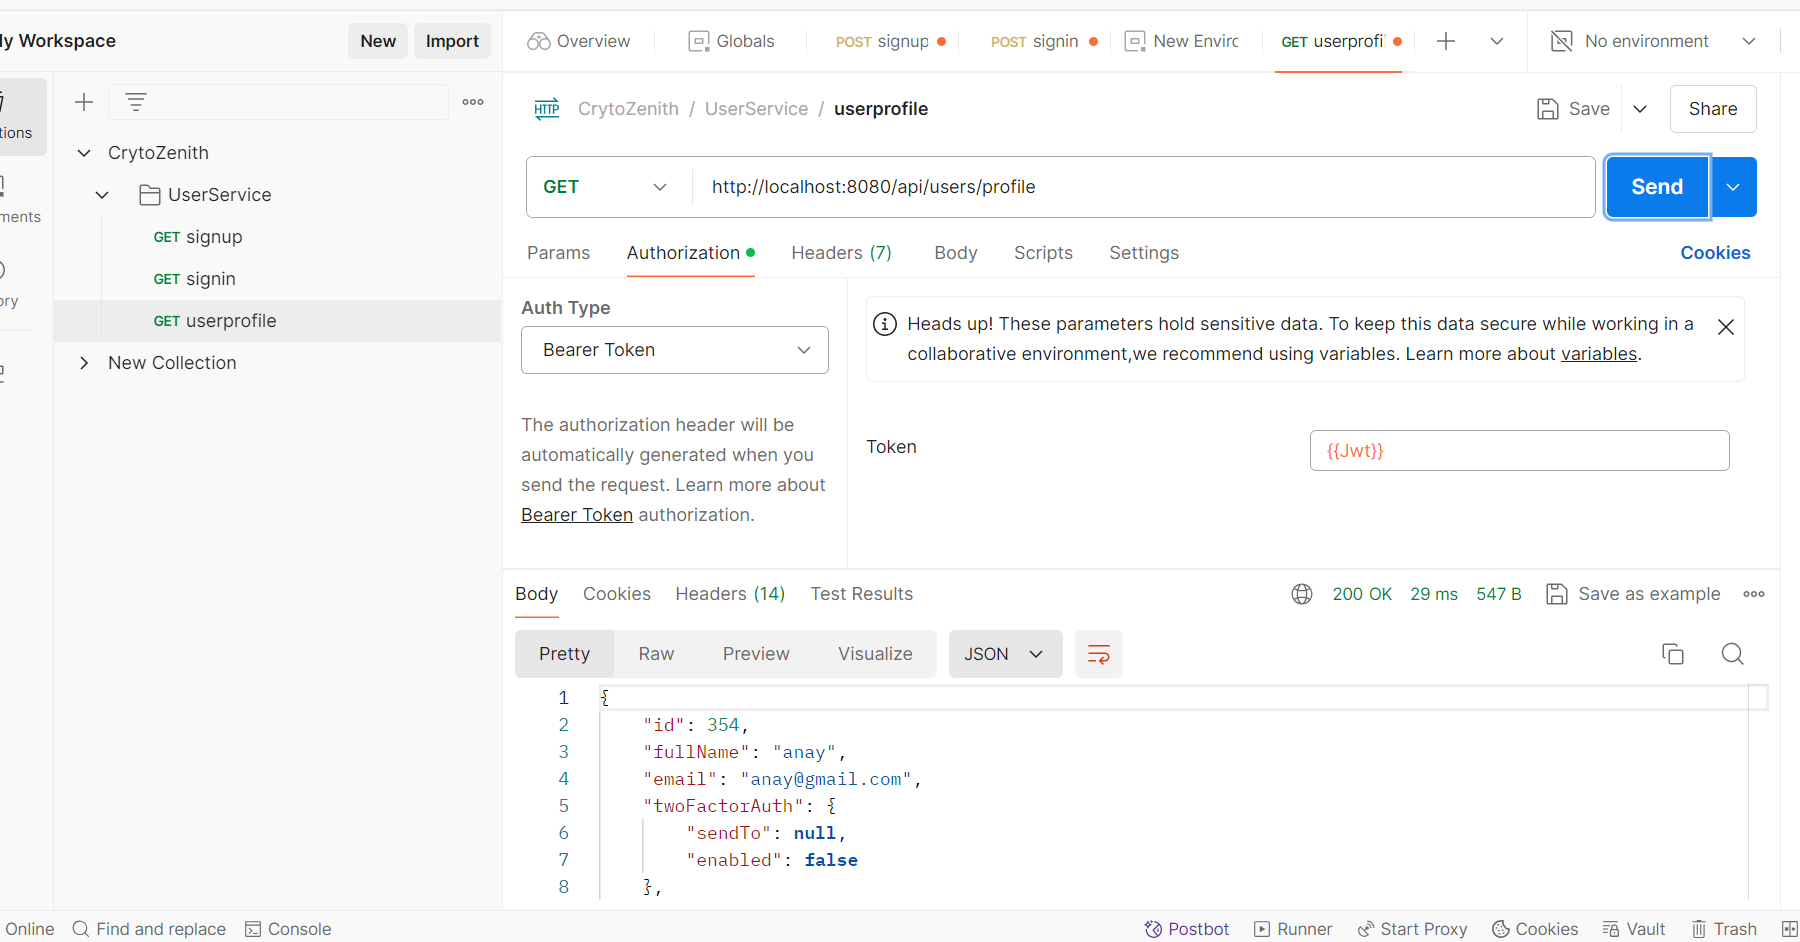 ly Workspace
New
Import
Overview
Globals
POST signup
POST signin
New Enviro
GET userprofi
No environment
tions
ments
ory
CrytoZenith
UserService
GET signup
GET signin
GET userprofile
New Collection
HTTP
CrytoZenith / UserService / userprofile
Save
Share
GET
http://localhost:8080/api/users/profile
Send
Params
Authorization
Headers (7)
Body
Scripts
Settings
Cookies
Auth Type
Bearer Token
The authorization header will be
automatically generated when you
send the request. Learn more about
Bearer Token authorization.
Heads up! These parameters hold sensitive data. To keep this data secure while working in a
collaborative environment,we recommend using variables. Learn more about variables.
Token
{{Jwt}}
Body
Cookies
Headers (14)
Test Results
200 OK
29 ms
547 B
Save as example
Pretty
Raw
Preview
Visualize
JSON
1 {
2 "id": 354,
3 "fullName": "anay",
4 "email": "anay@gmail.com",
5 "twoFactorAuth": {
6 "sendTo": null,
7 "enabled": false
8 },
Online
Find and replace
Console
Postbot
Runner
Start Proxy
Cookies
Vault
Trash